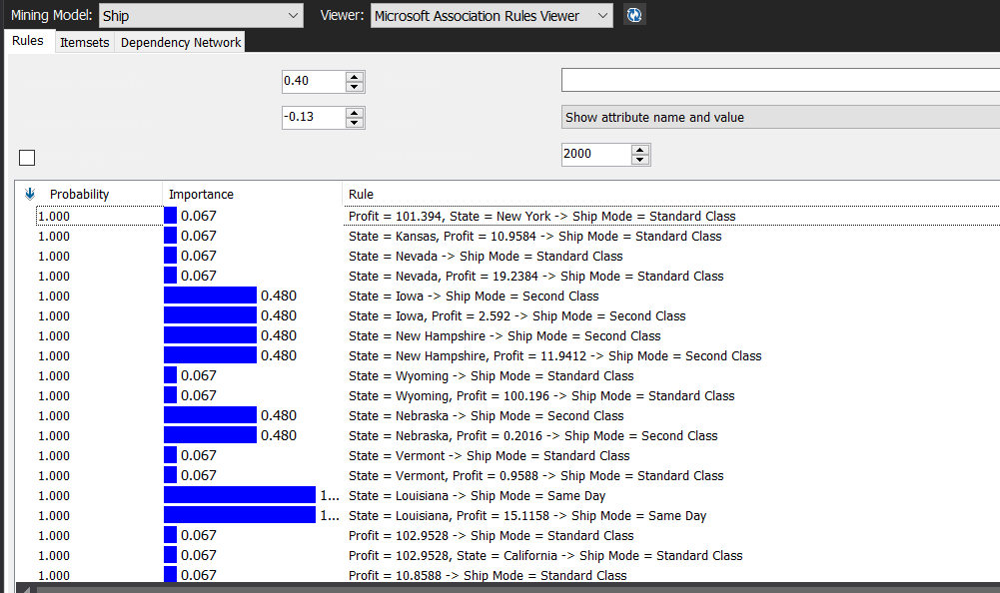 Mining Model: Ship Viewer: Microsoft Association Rules Viewer
Rules Itemsets Dependency Network
0.40
-0.13 Show attribute name and value
2000
Probability Importance Rule
1.000 0.067 Profit = 101.394, State = New York -> Ship Mode = Standard Class
1.000 0.067 State = Kansas, Profit = 10.9584 -> Ship Mode = Standard Class
1.000 0.067 State = Nevada -> Ship Mode = Standard Class
1.000 0.067 State = Nevada, Profit = 19.2384 -> Ship Mode = Standard Class
1.000 0.480 State = Iowa -> Ship Mode = Second Class
1.000 0.480 State = Iowa, Profit = 2.592 -> Ship Mode = Second Class
1.000 0.480 State = New Hampshire -> Ship Mode = Second Class
1.000 0.480 State = New Hampshire, Profit = 11.9412 -> Ship Mode = Second Class
1.000 0.067 State = Wyoming -> Ship Mode = Standard Class
1.000 0.067 State = Wyoming, Profit = 100.196 -> Ship Mode = Standard Class
1.000 0.480 State = Nebraska -> Ship Mode = Second Class
1.000 0.480 State = Nebraska, Profit = 0.2016 -> Ship Mode = Second Class
1.000 0.067 State = Vermont -> Ship Mode = Standard Class
1.000 0.067 State = Vermont, Profit = 0.9588 -> Ship Mode = Standard Class
1.000 1... State = Louisiana -> Ship Mode = Same Day
1.000 1... State = Louisiana, Profit = 15.1158 -> Ship Mode = Same Day
1.000 0.067 Profit = 102.9528 -> Ship Mode = Standard Class
1.000 0.067 Profit = 102.9528, State = California -> Ship Mode = Standard Class
1.000 0.067 Profit = 10.8588 -> Ship Mode = Standard Class